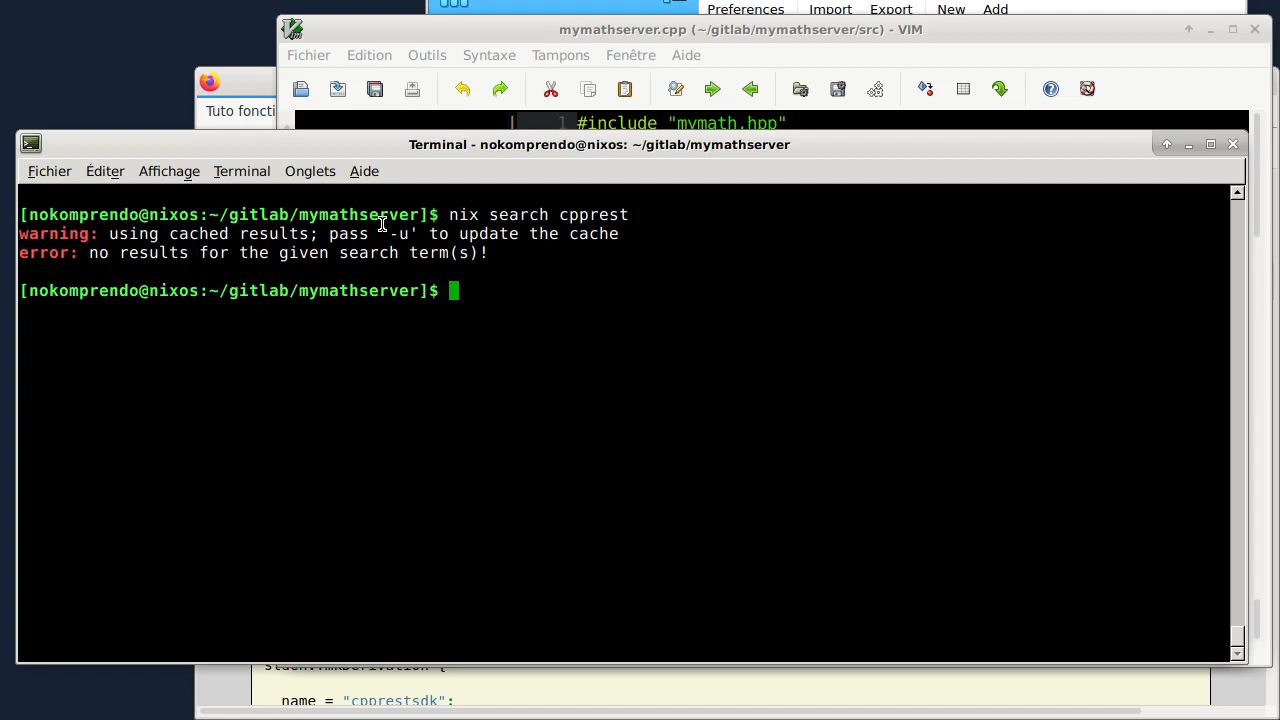 Preferences Import Export New Add
mymathserver.cpp (~/gitlab/mymathserver/src) - VIM
Fichier Edition Outils Syntaxe Tampons Fenêtre Aide
Tuto foncti
1 #include "mymath.hpp"
Terminal - nokomprendo@nixos: ~/gitlab/mymathserver
Fichier Éditer Affichage Terminal Onglets Aide
[nokomprendo@nixos:~/gitlab/mymathserver]$ nix search cpprest
warning: using cached results; pass '-u' to update the cache
error: no results for the given search term(s)!
[nokomprendo@nixos:~/gitlab/mymathserver]$
name = "cpprestsdk";